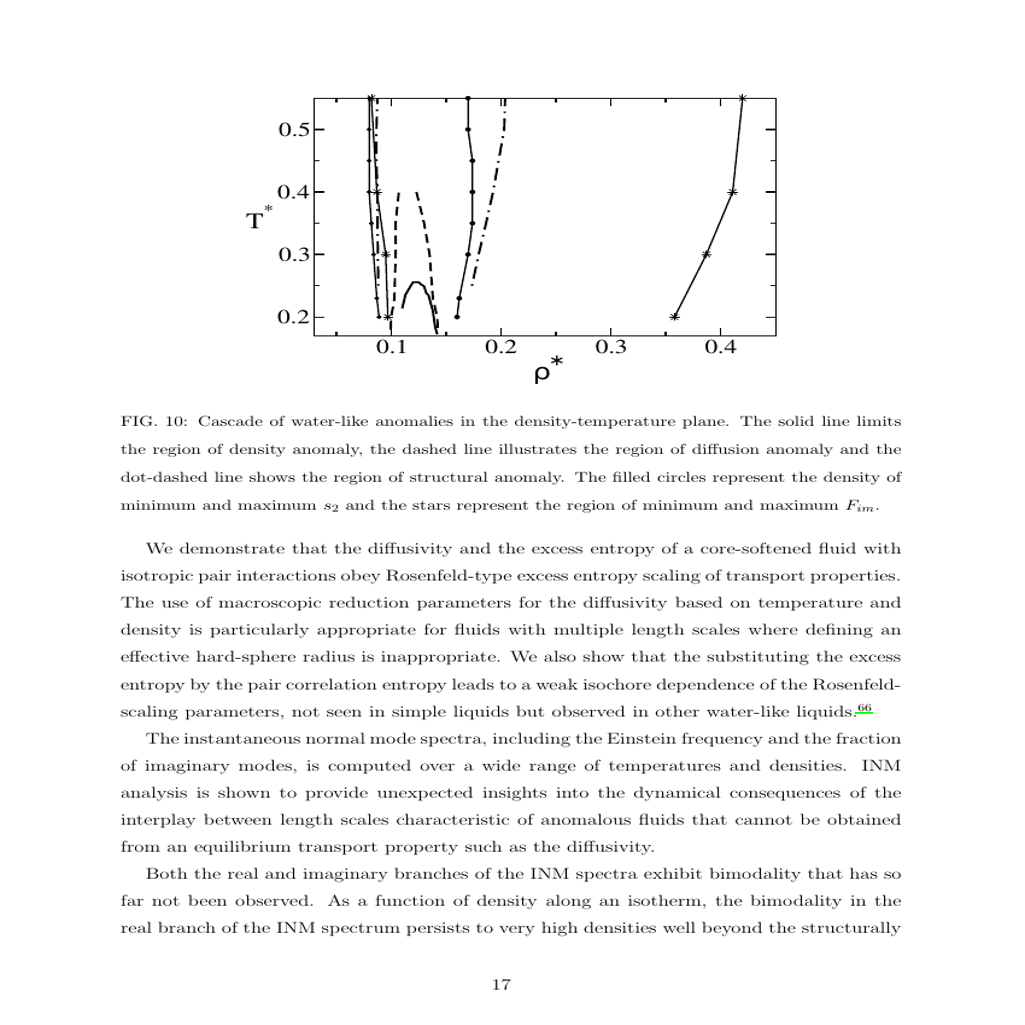 0.5
0.4
T*
0.3
0.2
0.1 0.2 0.3 0.4
ρ*
FIG. 10: Cascade of water-like anomalies in the density-temperature plane. The solid line limits
the region of density anomaly, the dashed line illustrates the region of diffusion anomaly and the
dot-dashed line shows the region of structural anomaly. The filled circles represent the density of
minimum and maximum s2 and the stars represent the region of minimum and maximum Fim.
We demonstrate that the diffusivity and the excess entropy of a core-softened fluid with
isotropic pair interactions obey Rosenfeld-type excess entropy scaling of transport properties.
The use of macroscopic reduction parameters for the diffusivity based on temperature and
density is particularly appropriate for fluids with multiple length scales where defining an
effective hard-sphere radius is inappropriate. We also show that the substituting the excess
entropy by the pair correlation entropy leads to a weak isochore dependence of the Rosenfeld-
scaling parameters, not seen in simple liquids but observed in other water-like liquids.66
The instantaneous normal mode spectra, including the Einstein frequency and the fraction
of imaginary modes, is computed over a wide range of temperatures and densities. INM
analysis is shown to provide unexpected insights into the dynamical consequences of the
interplay between length scales characteristic of anomalous fluids that cannot be obtained
from an equilibrium transport property such as the diffusivity.
Both the real and imaginary branches of the INM spectra exhibit bimodality that has so
far not been observed. As a function of density along an isotherm, the bimodality in the
real branch of the INM spectrum persists to very high densities well beyond the structurally
17